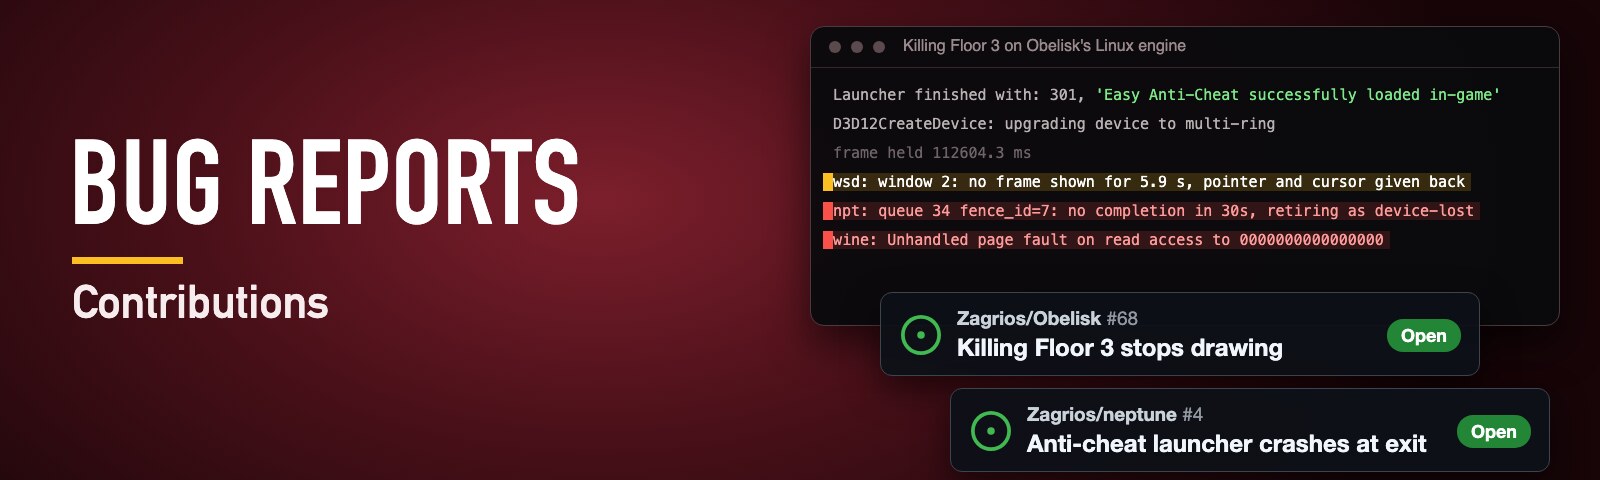 BUG REPORTS
Contributions
Killing Floor 3 on Obelisk's Linux engine
Launcher finished with: 301, 'Easy Anti-Cheat successfully loaded in-game'
D3D12CreateDevice: upgrading device to multi-ring
frame held 112604.3 ms
wsd: window 2: no frame shown for 5.9 s, pointer and cursor given back
npt: queue 34 fence_id=7: no completion in 30s, retiring as device-lost
wine: Unhandled page fault on read access to 0000000000000000
Zagrios/Obelisk #68
Killing Floor 3 stops drawing
Open
Zagrios/neptune #4
Anti-cheat launcher crashes at exit
Open